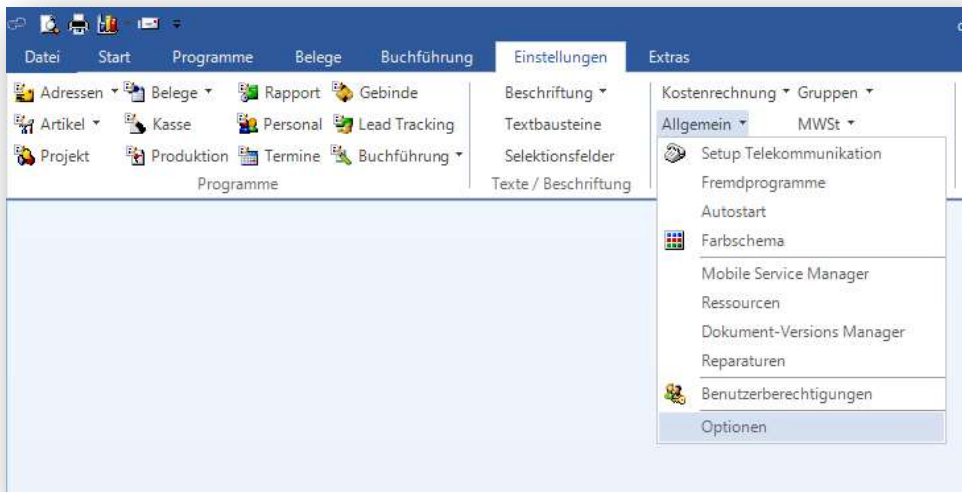 Datei Start Programme Belege Buchführung Einstellungen Extras
Adressen Belege Rapport Gebinde Beschriftung Kostenrechnung Gruppen
Artikel Kasse Personal Lead Tracking Textbausteine Allgemein MWSt
Projekt Produktion Termine Buchführung Selektionsfelder
Programme Texte / Beschriftung
Setup Telekommunikation
Fremdprogramme
Autostart
Farbschema
Mobile Service Manager
Ressourcen
Dokument-Versions Manager
Reparaturen
Benutzerberechtigungen
Optionen